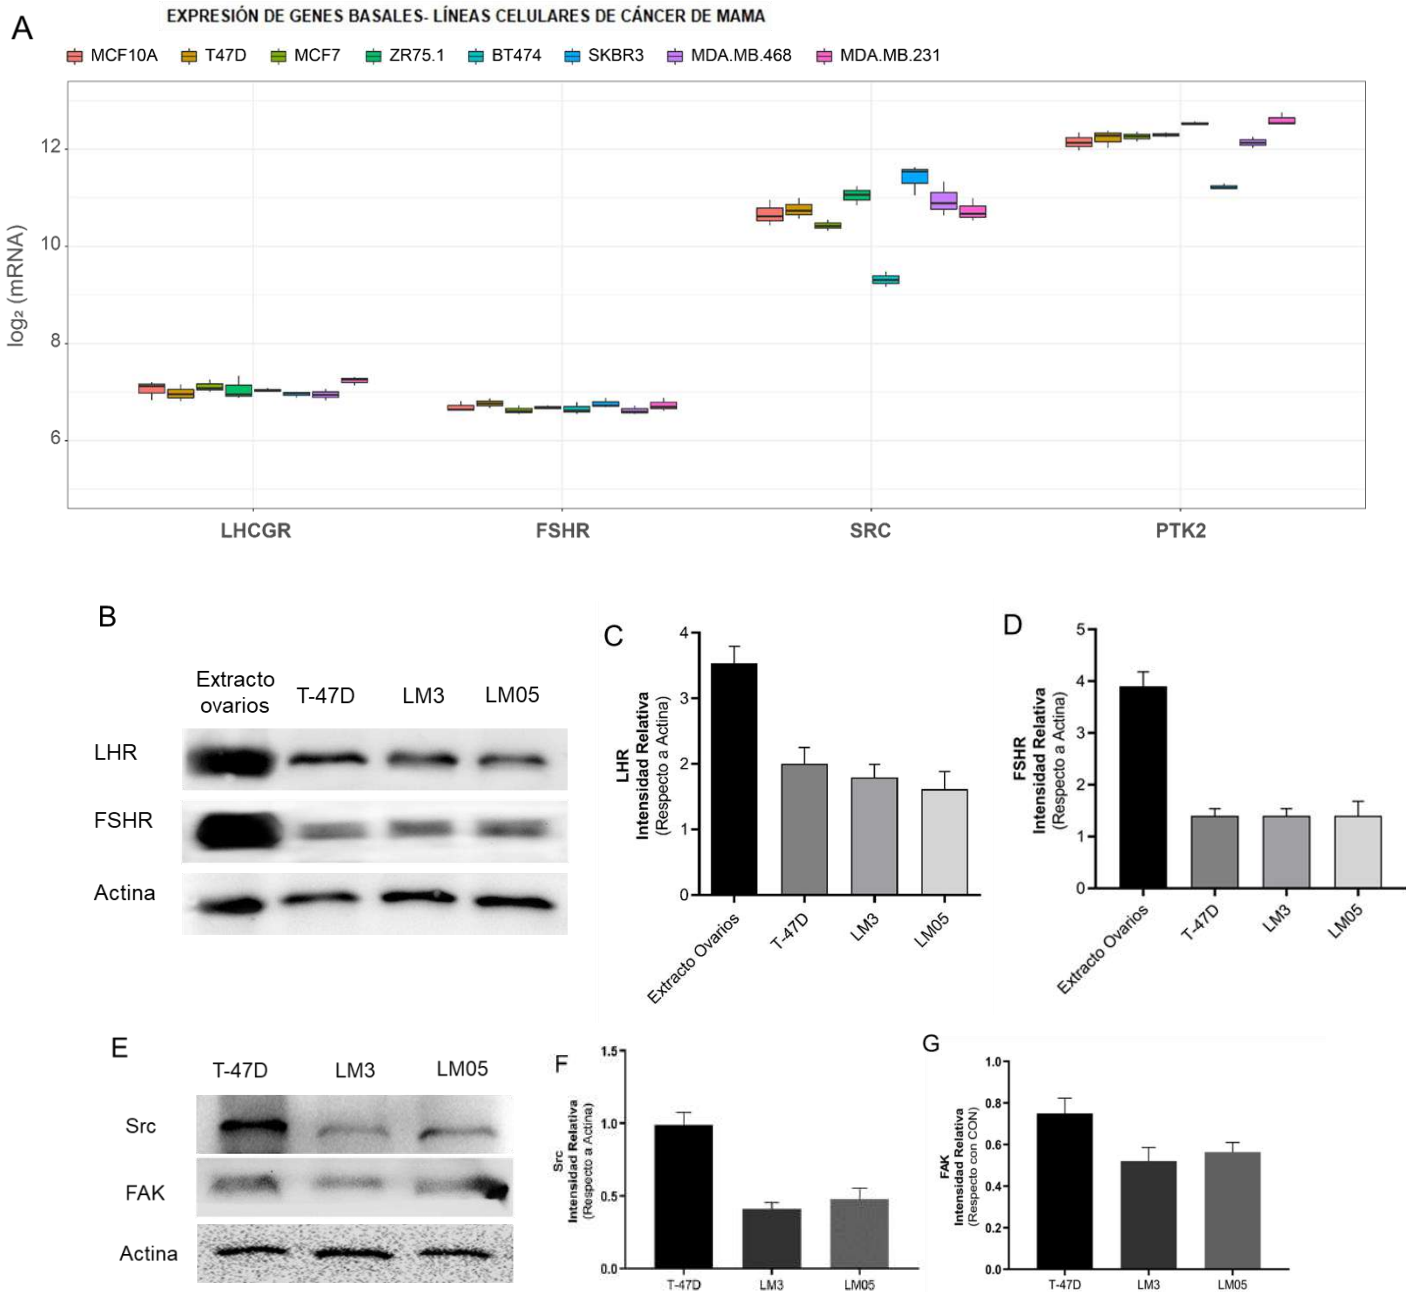 EXPRESIÓN DE GENES BASALES- LÍNEAS CELULARES DE CÁNCER DE MAMA
A
MCF10A T47D MCF7 ZR75.1 BT474 SKBR3 MDA.MB.468 MDA.MB.231
log₂ (mRNA)
12
10
8
6
LHCGR FSHR SRC PTK2
B
Extracto
ovarios
T-47D LM3 LM05
LHR
FSHR
Actina
C
LHR
Intensidad Relativa
(Respecto a Actina)
4
3
2
1
0
Extracto Ovarios
T-47D
LM3
LM05
D
FSHR
Intensidad Relativa
(Respecto a Actina)
5
4
3
2
1
0
Extracto Ovarios
T-47D
LM3
LM05
E
T-47D LM3 LM05
Src
FAK
Actina
F
Src
Intensidad Relativa
(Respecto a Actina)
1.5
1.0
0.5
0.0
T-47D LM3 LM05
G
FAK
Intensidad Relativa
(Respecto con CON)
1.0
0.8
0.6
0.4
0.2
0.0
T-47D LM3 LM05